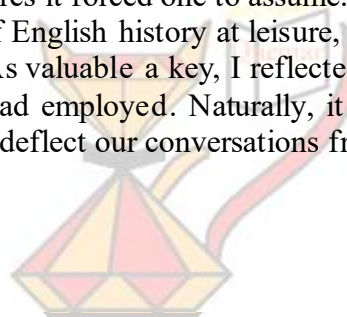 res it forced one to assume.
f English history at leisure,
As valuable a key, I reflecte
ad employed. Naturally, it
deflect our conversations fr